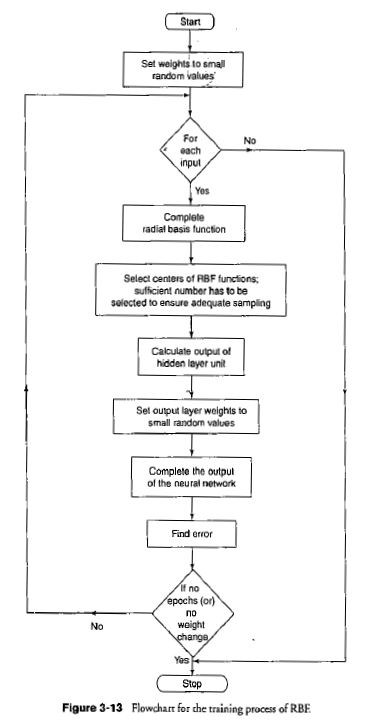 Start
Set weights to small
random values
For
each
input
No
Yes
Complete
radial basis function
Select centers of RBF functions;
sufficient number has to be
selected to ensure adequate sampling
Calculate output of
hidden layer unit
Set output layer weights to
small random values
Complete the output
of the neural network
Find error
If no
epochs (or)
no
weight
change
No
Yes
Stop
Figure 3-13 Flowchart for the training process of RBF.